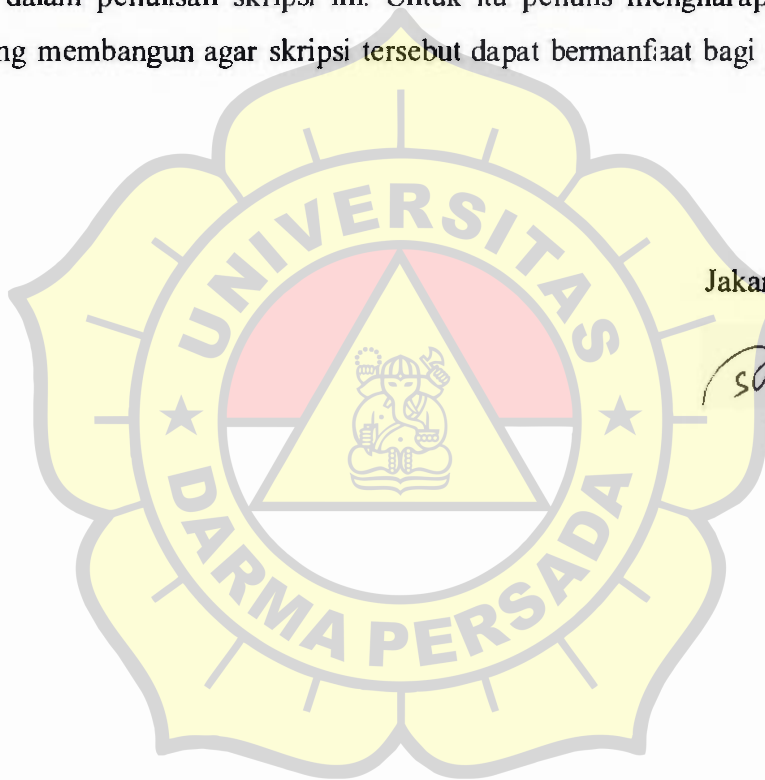 dalam penulisan skripsi ini. Untuk itu penulis mengharap
ng membangun agar skripsi tersebut dapat bermanfaat bagi
UNIVERSITAS
DARMA PERSADA
Jakar